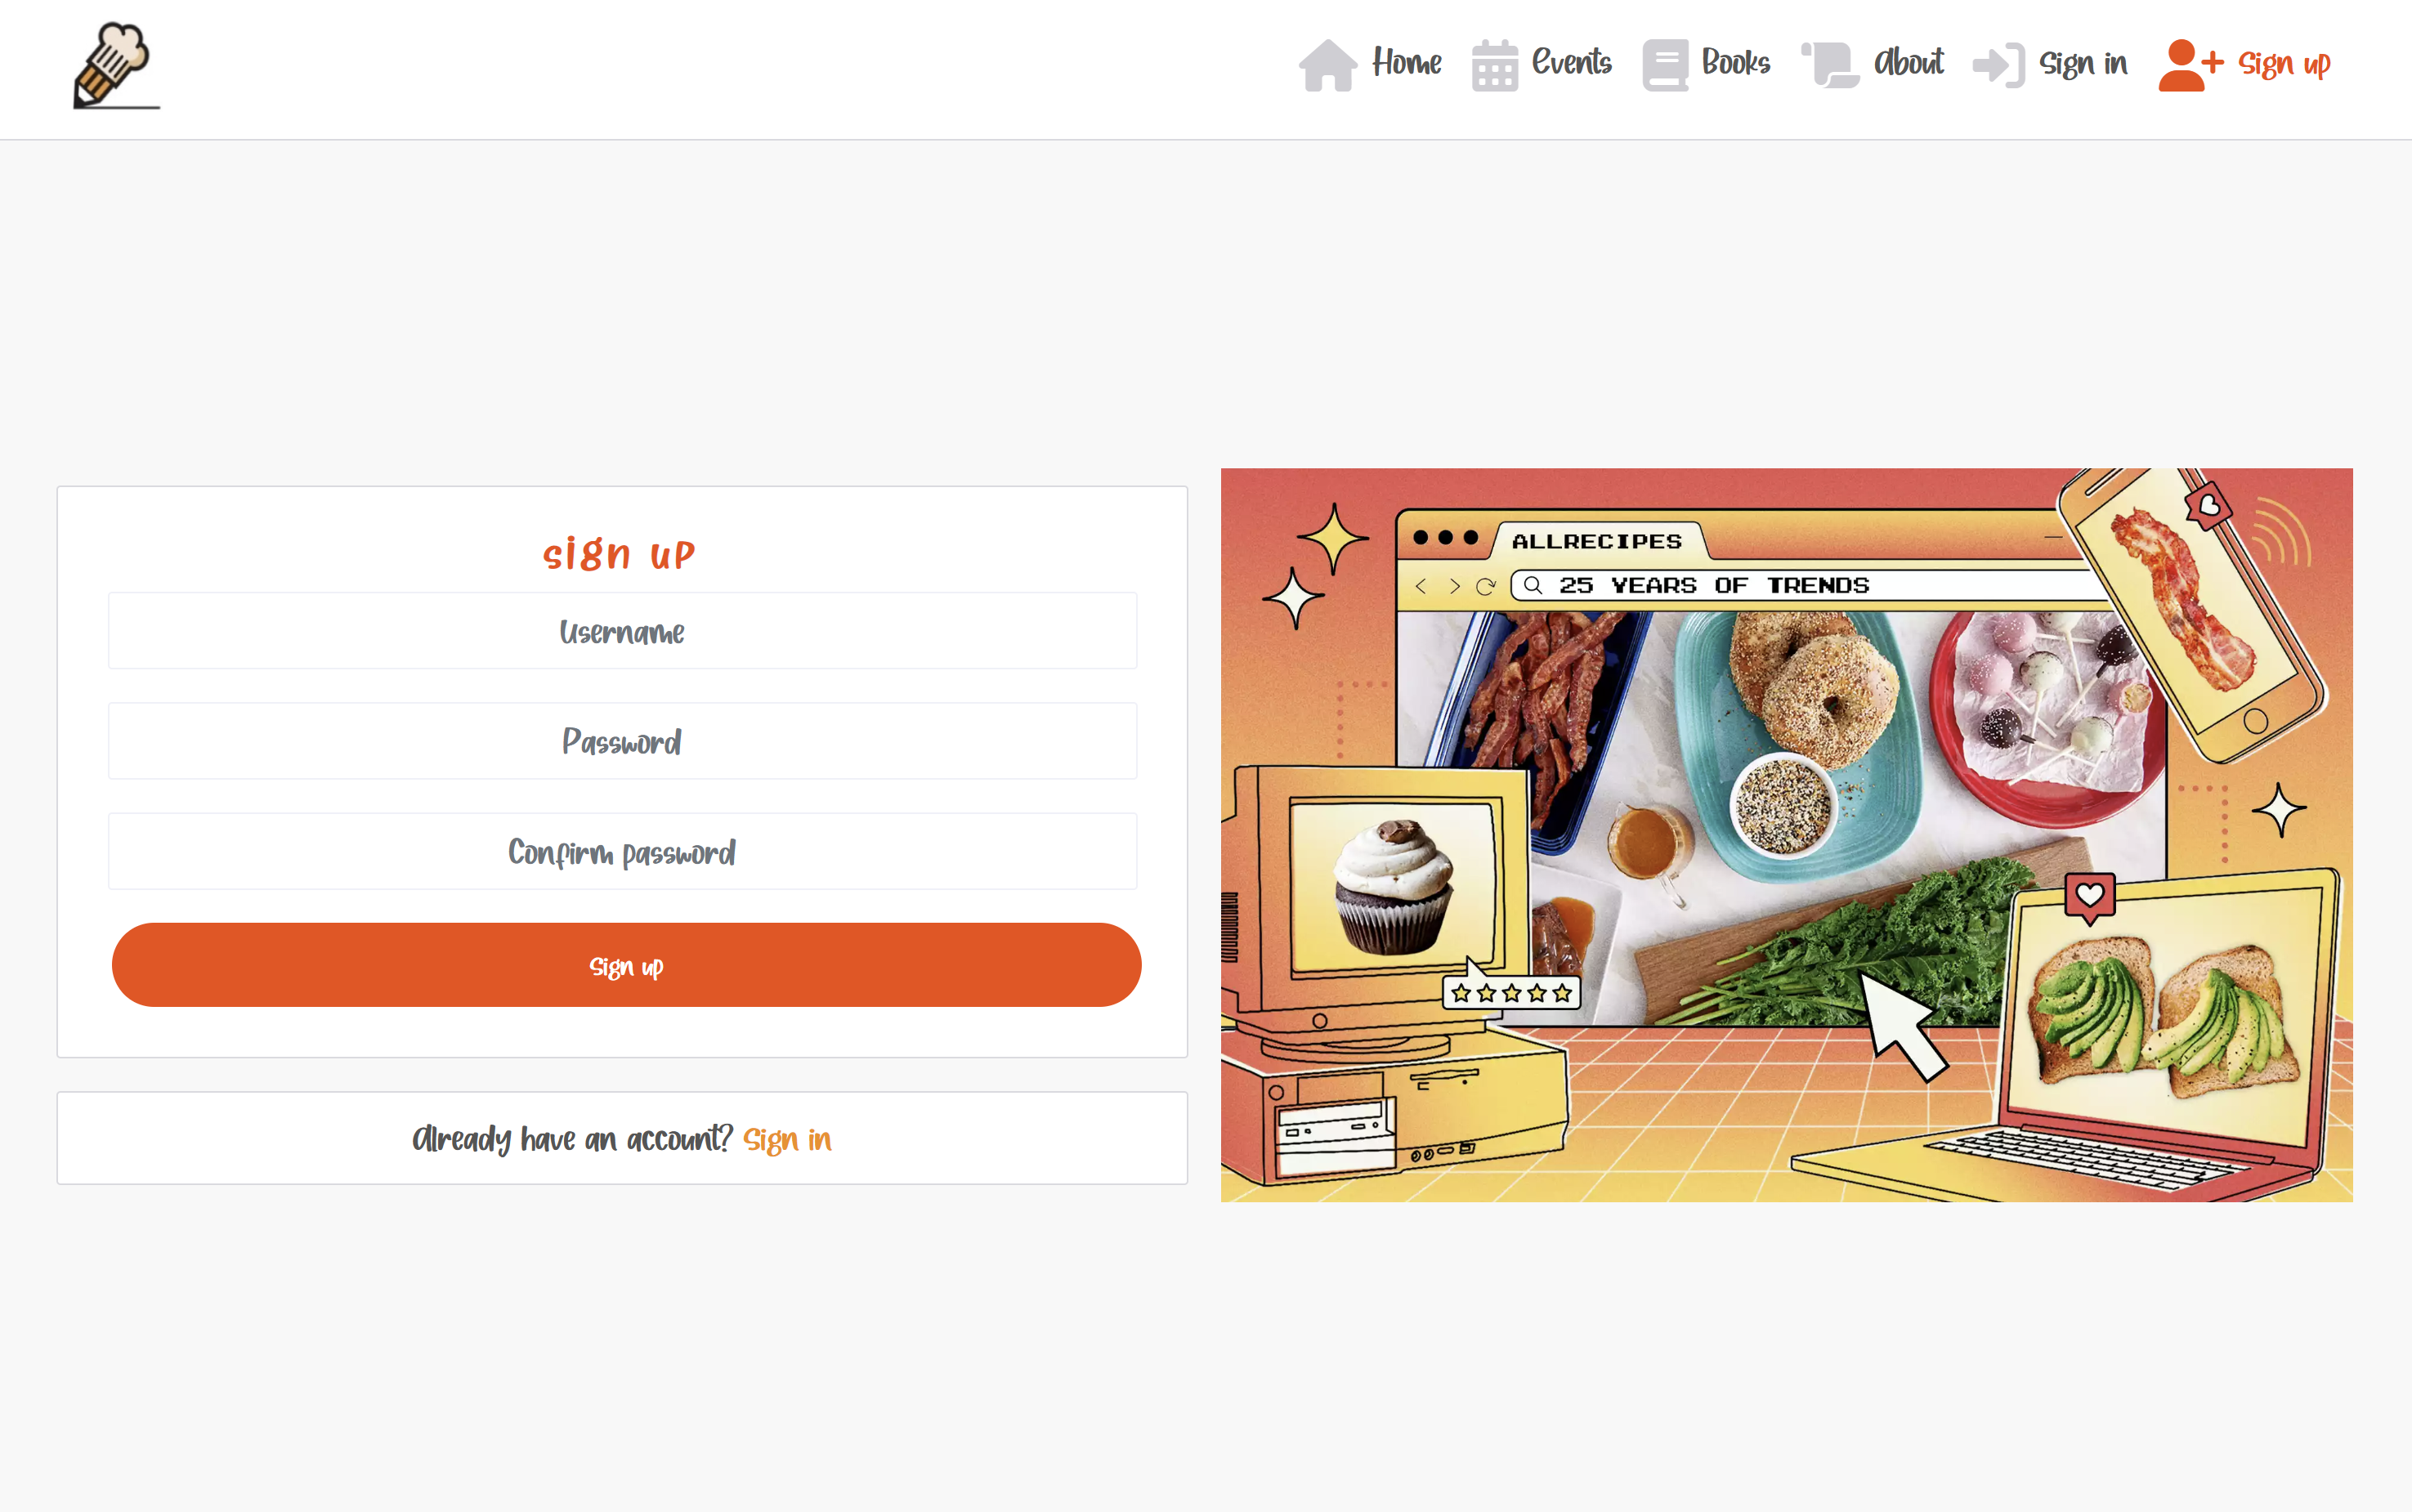 Home Events Books About Sign in Sign up
sign up
Username
Password
Confirm password
Sign up
Already have an account? Sign in
ALLRECIPES
25 YEARS OF TRENDS